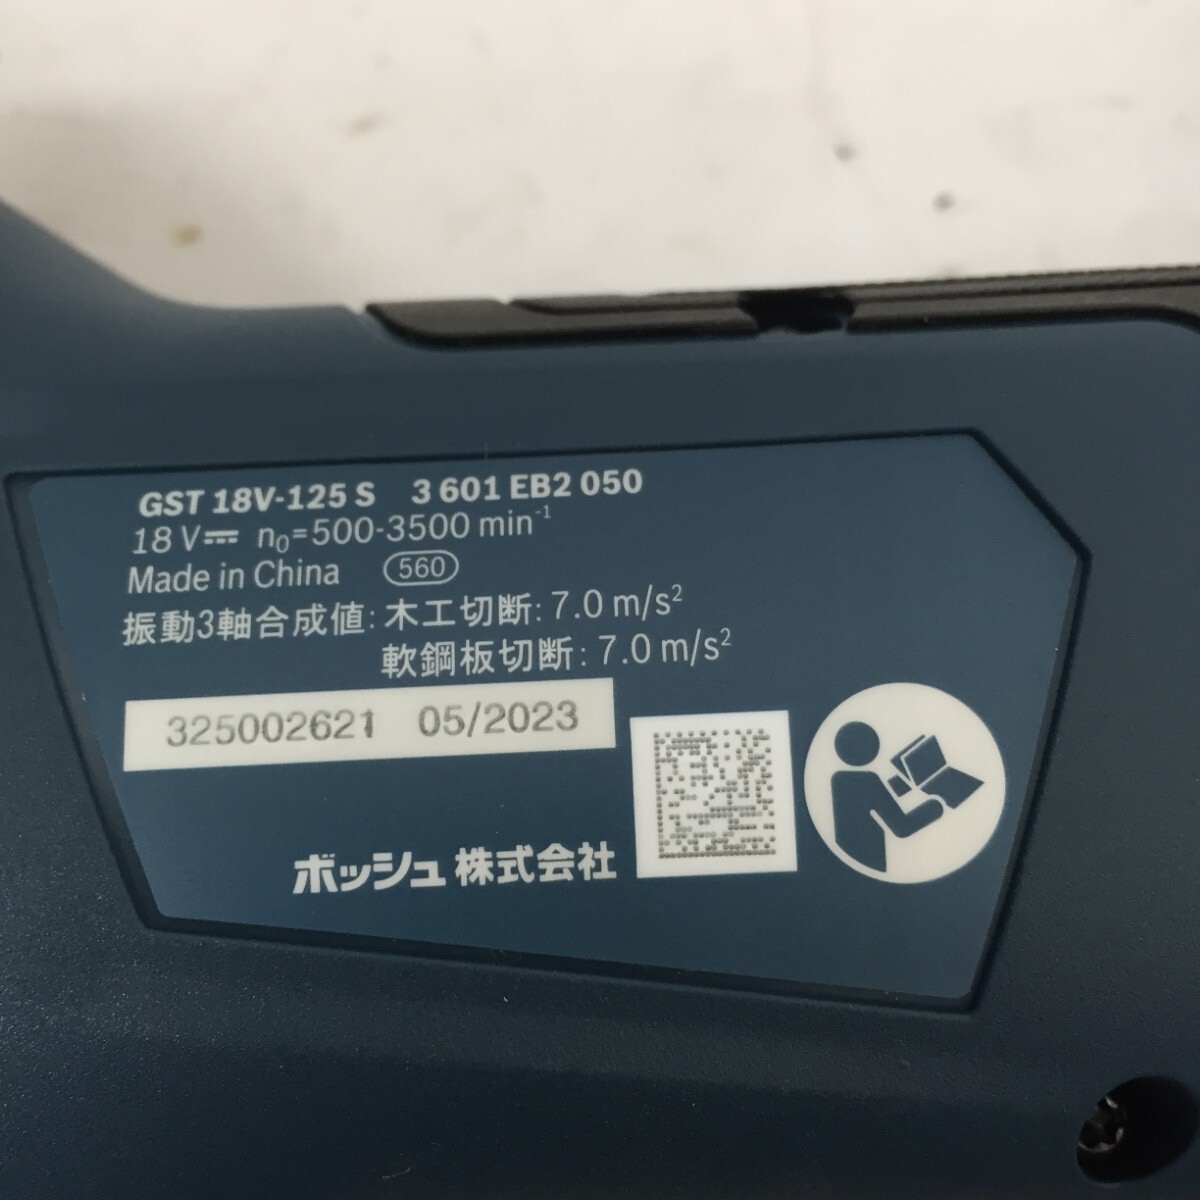 GST 18V-125 S 3 601 EB2 050
18 V⎓ n₀=500-3500 min⁻¹
Made in China 560
振動3軸合成値: 木工切断: 7.0 m/s²
軟鋼板切断: 7.0 m/s²
325002621 05/2023
ボッシュ株式会社